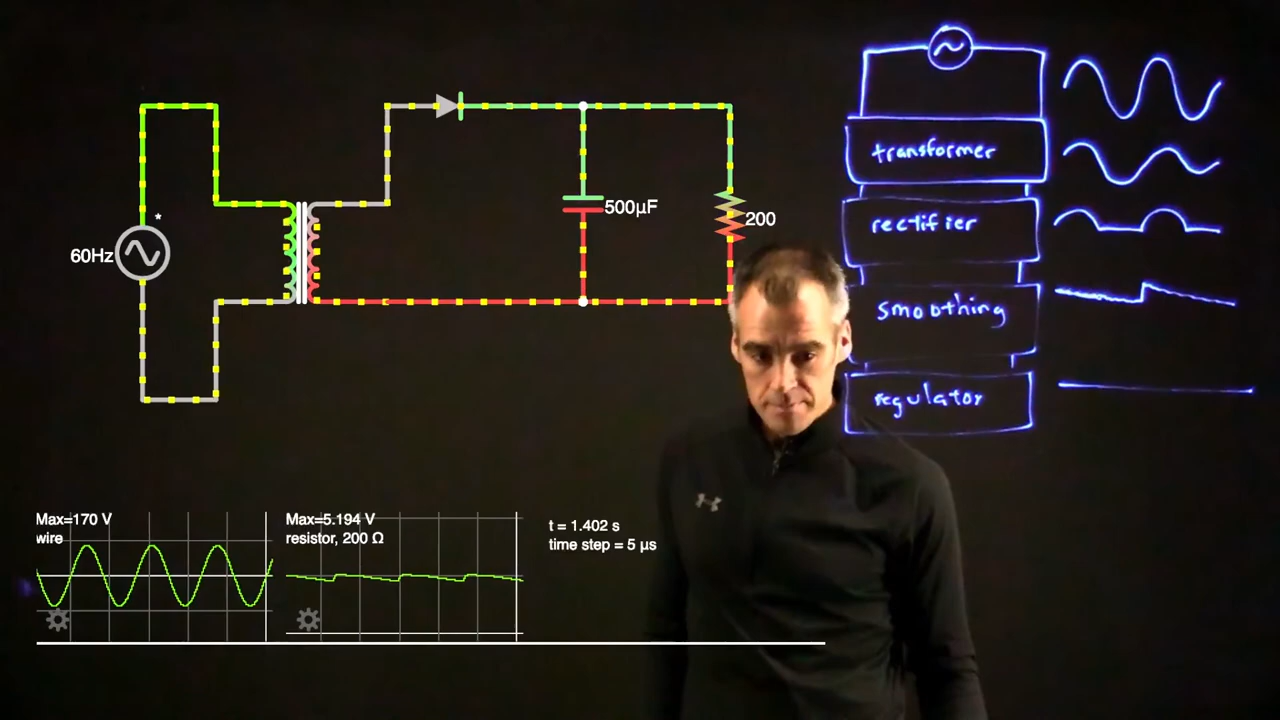 60Hz
*
500µF
200
transformer
rectifier
smoothing
regulator
Max=170 V
wire
Max=5.194 V
resistor, 200 Ω
t = 1.402 s
time step = 5 µs